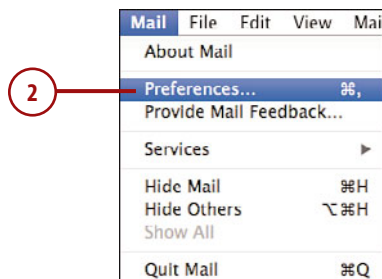 Mail File Edit View Mai
About Mail
2
Preferences... ⌘,
Provide Mail Feedback...
Services ▶
Hide Mail ⌘H
Hide Others ⌥⌘H
Show All
Quit Mail ⌘Q